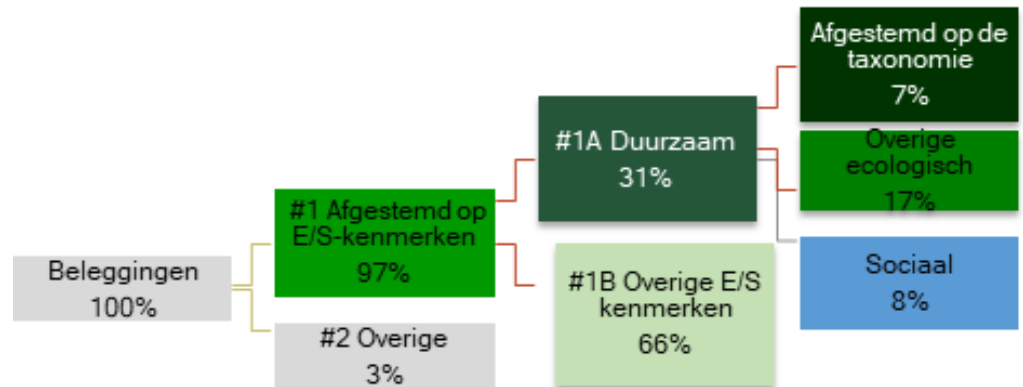 Beleggingen
100%
#1 Afgestemd op
E/S-kenmerken
97%
#2 Overige
3%
#1A Duurzaam
31%
#1B Overige E/S
kenmerken
66%
Afgestemd op de
taxonomie
7%
Overige
ecologisch
17%
Sociaal
8%